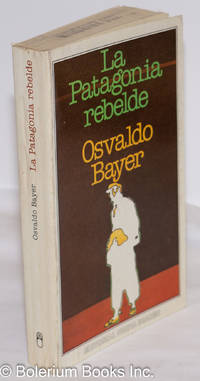 La
Patagonia
rebelde
Osvaldo
Bayer
Osvaldo Bayer La Patagonia rebelde
© Bolerium Books Inc.